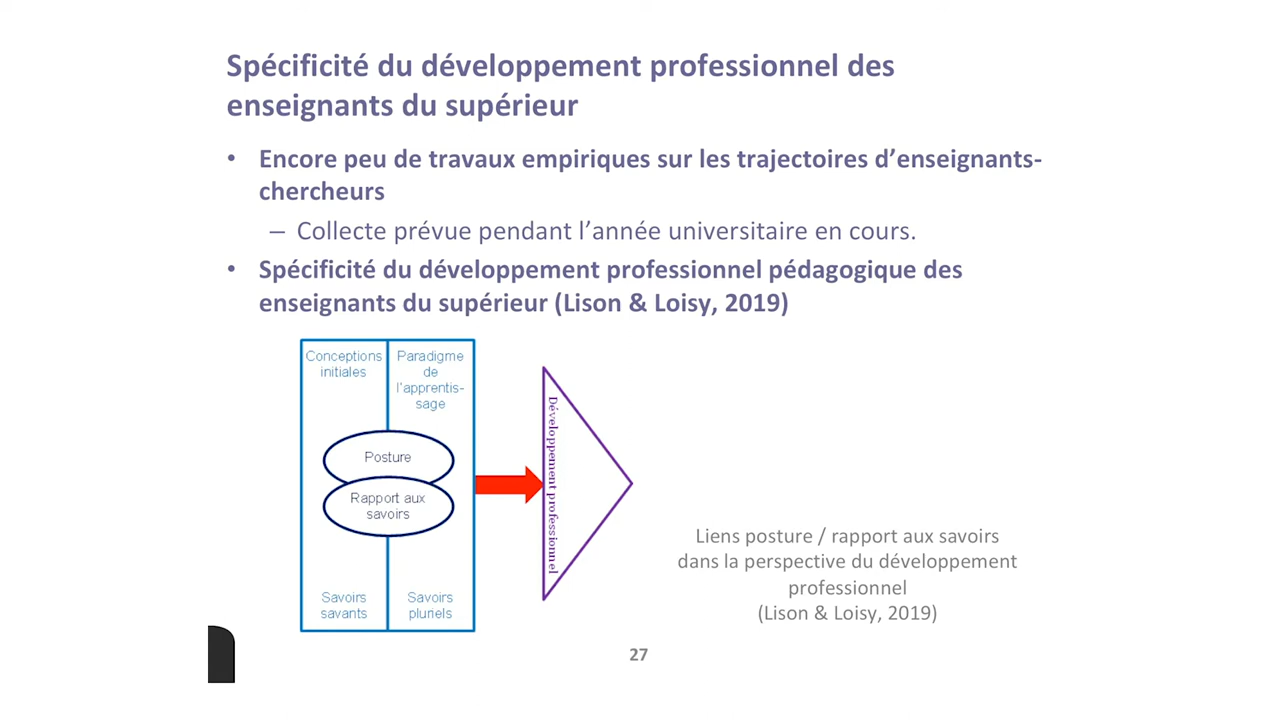 Spécificité du développement professionnel des
enseignants du supérieur
• Encore peu de travaux empiriques sur les trajectoires d’enseignants-
chercheurs
– Collecte prévue pendant l’année universitaire en cours.
• Spécificité du développement professionnel pédagogique des
enseignants du supérieur (Lison & Loisy, 2019)
Conceptions
initiales
Paradigme
de
l'apprentis-
sage
Posture
Rapport aux
savoirs
Savoirs
savants
Savoirs
pluriels
Développement professionnel
Liens posture / rapport aux savoirs
dans la perspective du développement
professionnel
(Lison & Loisy, 2019)
27